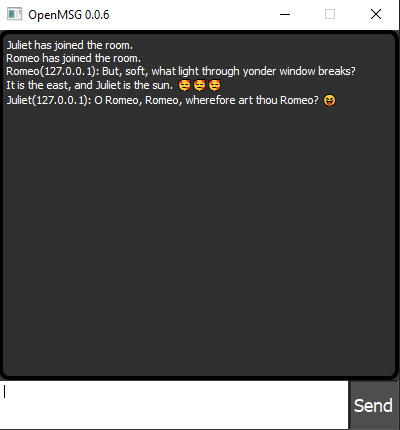 OpenMSG 0.0.6
Juliet has joined the room.
Romeo has joined the room.
Romeo(127.0.0.1): But, soft, what light through yonder window breaks?
It is the east, and Juliet is the sun. 😏😏😏
Juliet(127.0.0.1): O Romeo, Romeo, wherefore art thou Romeo? 😝
Send